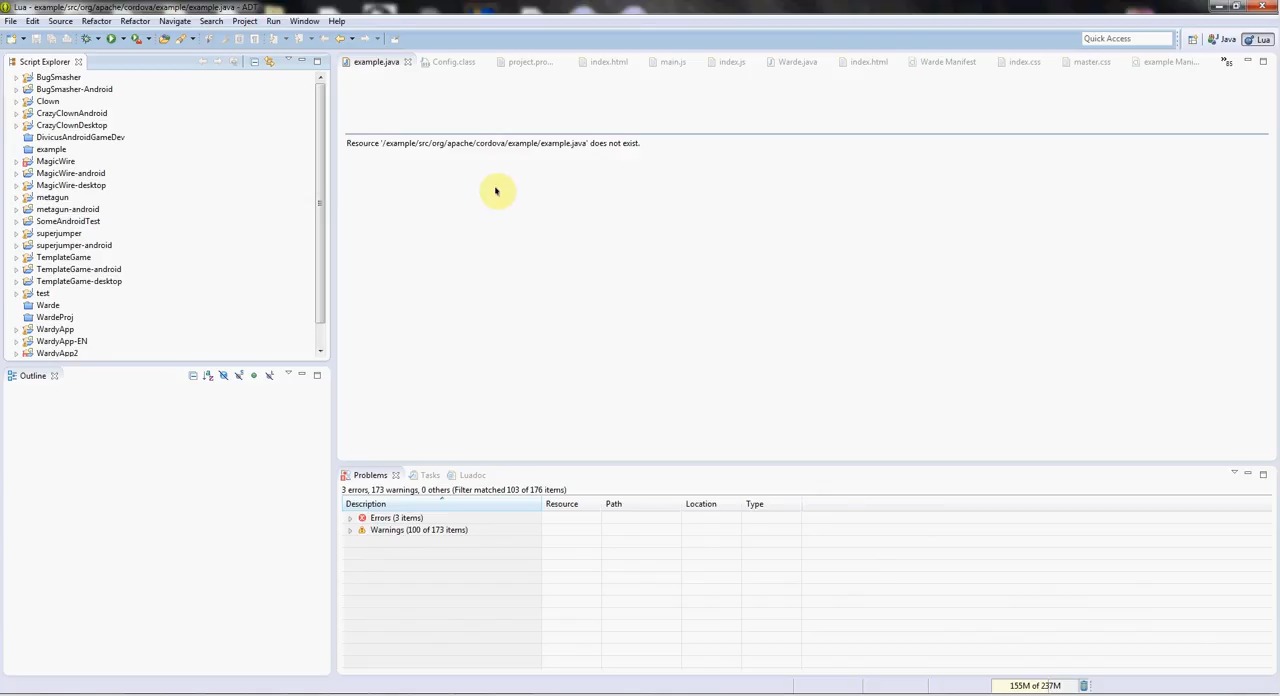 Lua - example/src/org/apache/cordova/example/example.java - ADT
File Edit Source Refactor Refactor Navigate Search Project Run Window Help
Quick Access Java Lua
Script Explorer
BugSmasher
BugSmasher-Android
Clown
CrazyClownAndroid
CrazyClownDesktop
DivicusAndroidGameDev
example
MagicWire
MagicWire-android
MagicWire-desktop
metagun
metagun-android
SomeAndroidTest
superjumper
superjumper-android
TemplateGame
TemplateGame-android
TemplateGame-desktop
test
Warde
WardeProj
WardyApp
WardyApp-EN
WardyApp2
Outline
example.java Config.class project.pro... index.html main.js index.js Warde.java index.html Warde Manifest index.css master.css example Mani... »85
Resource '/example/src/org/apache/cordova/example/example.java' does not exist.
Problems Tasks Luadoc
3 errors, 173 warnings, 0 others (Filter matched 103 of 176 items)
Description Resource Path Location Type
Errors (3 items)
Warnings (100 of 173 items)
155M of 237M